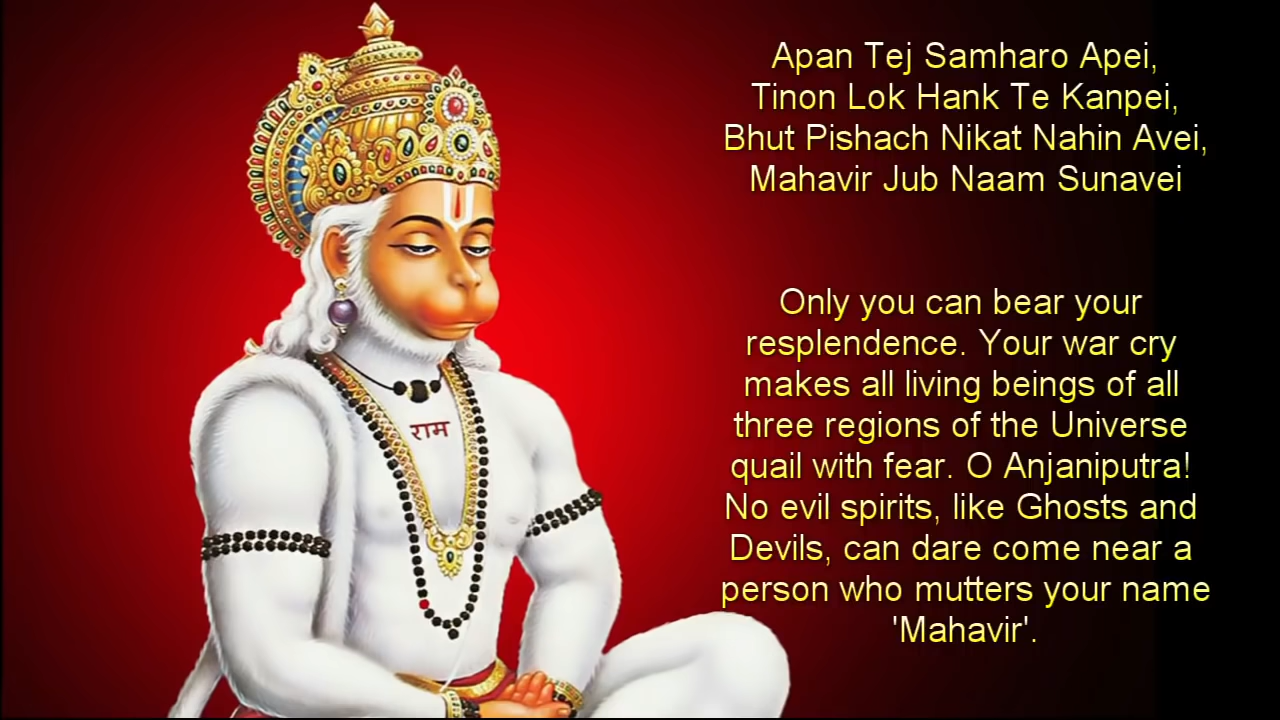 Apan Tej Samharo Apei,
Tinon Lok Hank Te Kanpei,
Bhut Pishach Nikat Nahin Avei,
Mahavir Jub Naam Sunavei
Only you can bear your
resplendence. Your war cry
makes all living beings of all
three regions of the Universe
quail with fear. O Anjaniputra!
No evil spirits, like Ghosts and
Devils, can dare come near a
person who mutters your name
'Mahavir'.
राम